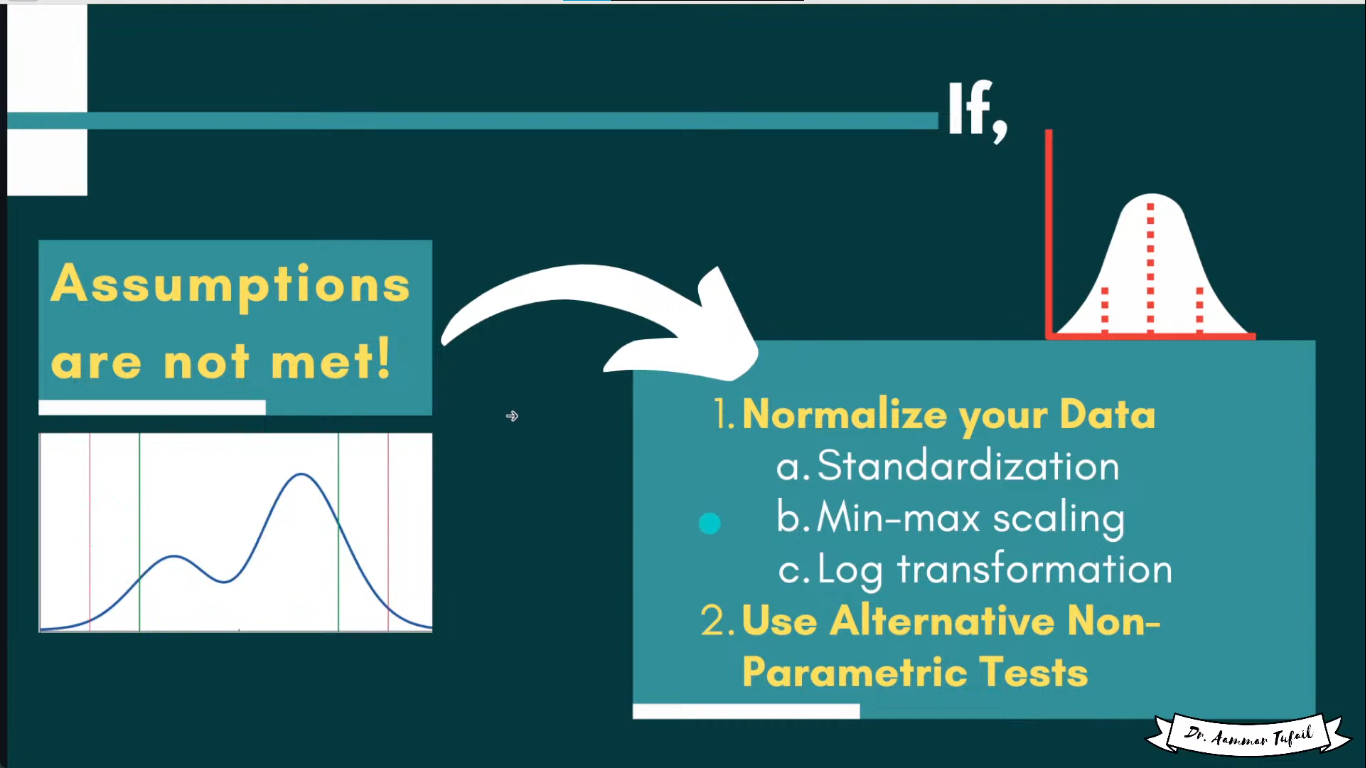 If,
Assumptions
are not met!
1. Normalize your Data
a. Standardization
b. Min-max scaling
c. Log transformation
2. Use Alternative Non-
Parametric Tests
Dr. Aammar Tufail